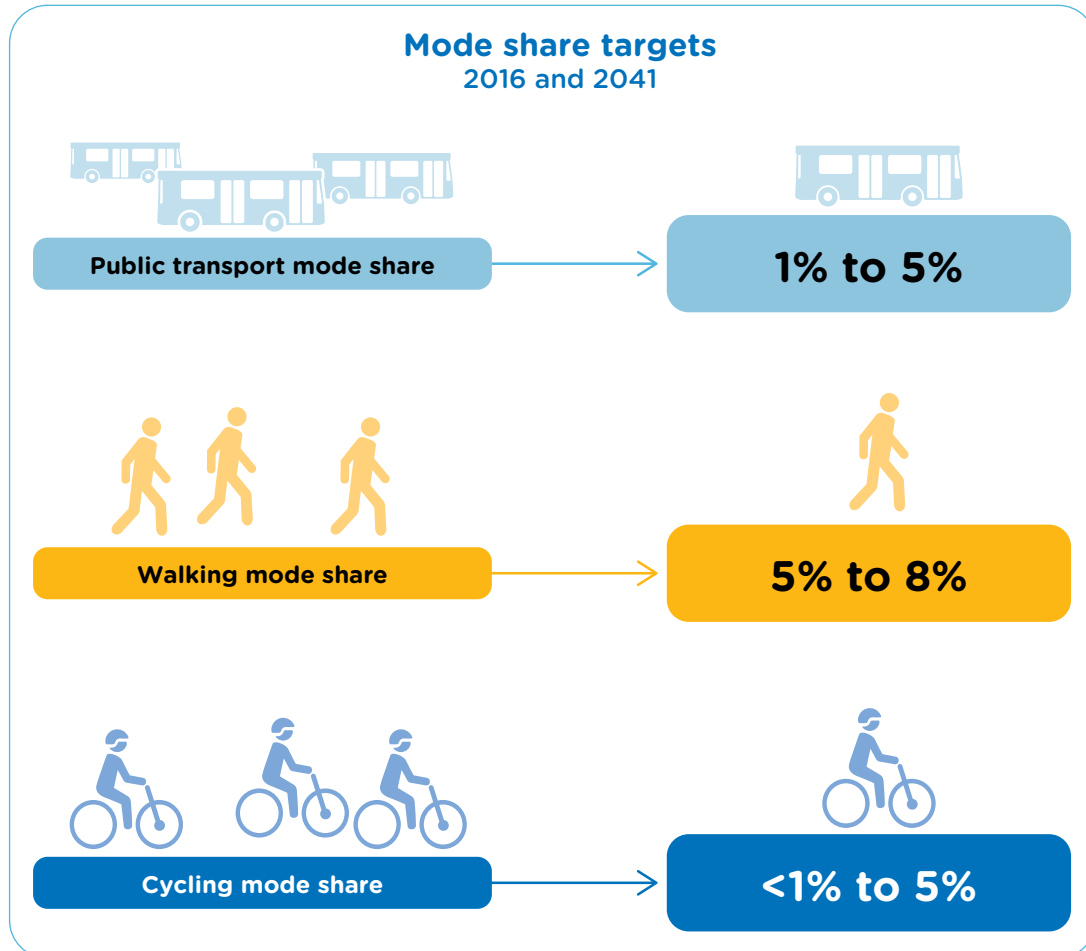 Mode share targets
2016 and 2041
Public transport mode share
1% to 5%
Walking mode share
5% to 8%
Cycling mode share
<1% to 5%